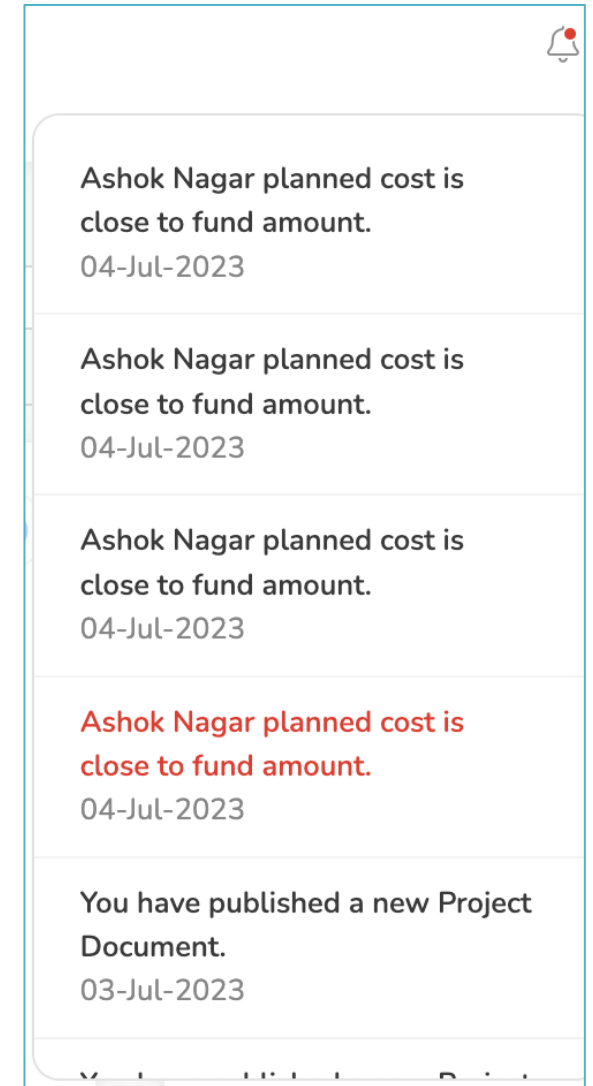 Ashok Nagar planned cost is
close to fund amount.
04-Jul-2023
Ashok Nagar planned cost is
close to fund amount.
04-Jul-2023
Ashok Nagar planned cost is
close to fund amount.
04-Jul-2023
Ashok Nagar planned cost is
close to fund amount.
04-Jul-2023
You have published a new Project
Document.
03-Jul-2023